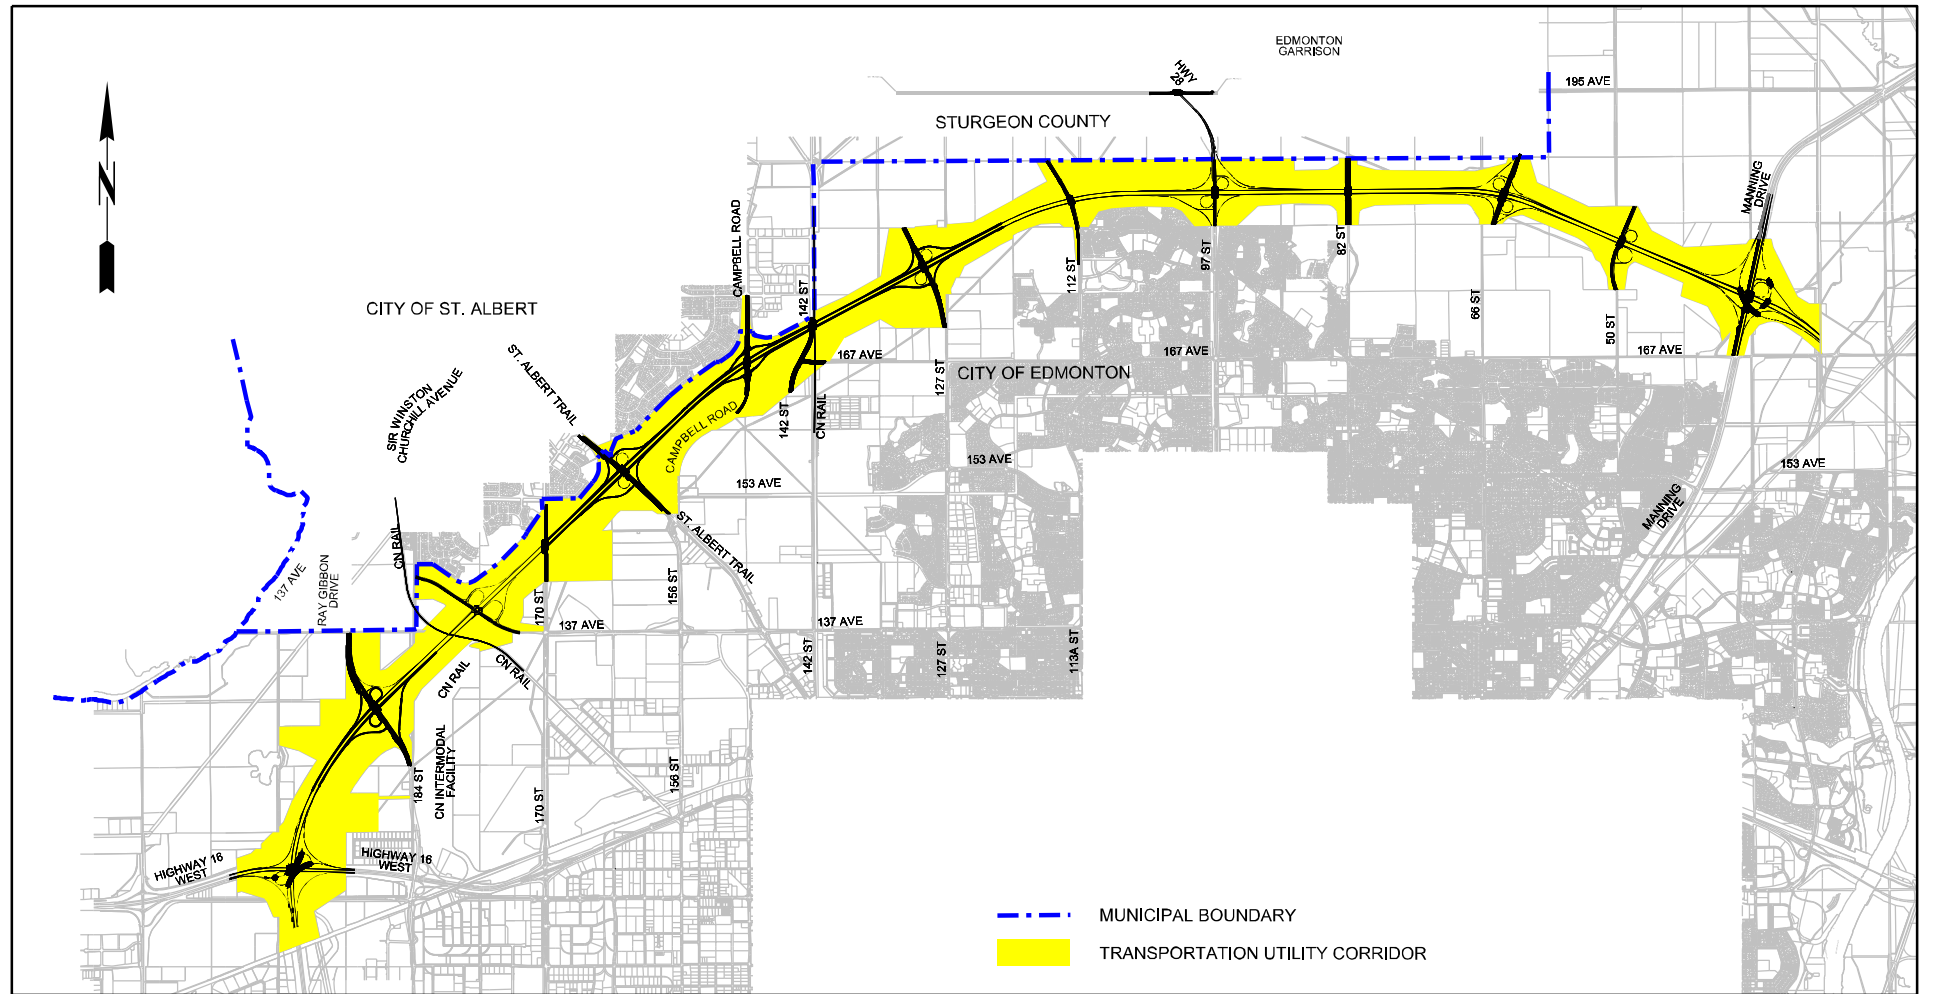 EDMONTON
GARRISON
HWY
28
195 AVE
STURGEON COUNTY
N
MANNING
DRIVE
CAMPBELL ROAD
97 ST
82 ST
112 ST
142 ST
66 ST
CITY OF ST. ALBERT
50 ST
ST. ALBERT TRAIL
167 AVE
167 AVE
167 AVE
127 ST
CITY OF EDMONTON
SIR WINSTON
CHURCHILL AVENUE
CAMPBELL ROAD
142 ST
CN RAIL
153 AVE
153 AVE
153 AVE
MANNING
DRIVE
CN RAIL
ST. ALBERT TRAIL
137 AVE
RAY GIBBON
DRIVE
156 ST
170 ST
137 AVE
137 AVE
142 ST
127 ST
113A ST
CN RAIL
CN RAIL
184 ST
CN INTERMODAL
FACILITY
156 ST
170 ST
HIGHWAY 16
WEST
HIGHWAY 16
WEST
MUNICIPAL BOUNDARY
TRANSPORTATION UTILITY CORRIDOR